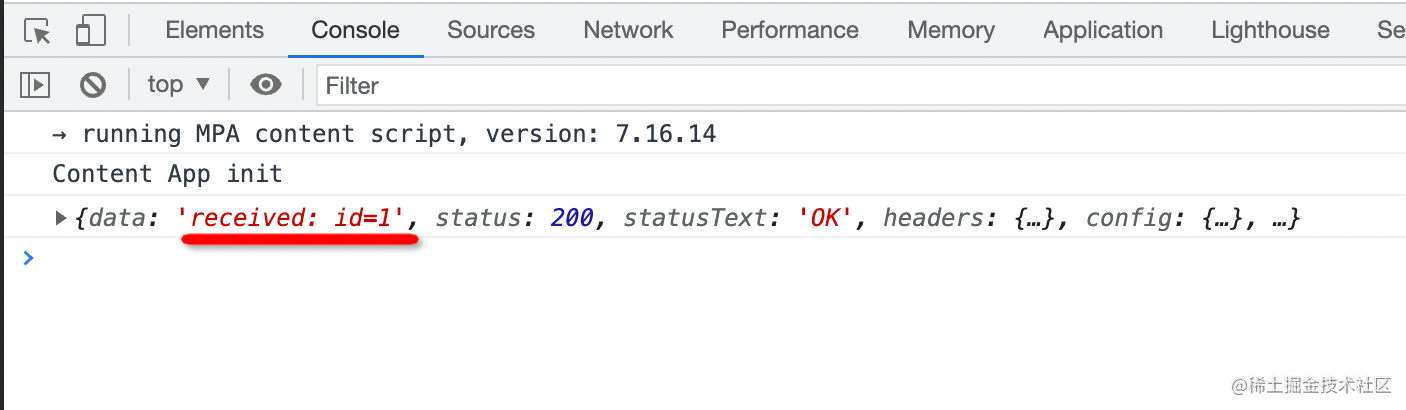 Elements Console Sources Network Performance Memory Application Lighthouse Se
top ▼ Filter
→ running MPA content script, version: 7.16.14
Content App init
▶ {data: 'received: id=1', status: 200, statusText: 'OK', headers: {…}, config: {…}, …}
>
@稀土掘金技术社区